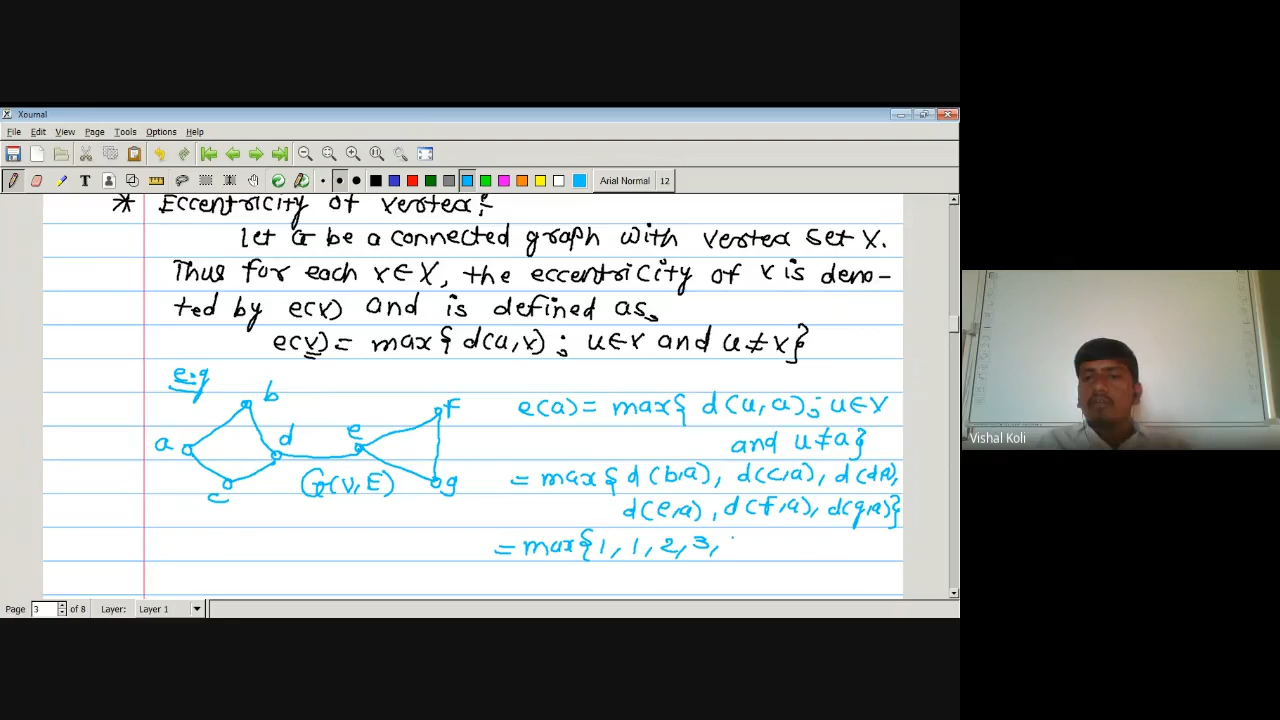 Xournal
File Edit View Page Tools Options Help
Arial Normal 12
* Eccentricity of vertex:-
Let G be a connected graph with vertex set X.
Thus for each x ∈ X, the eccentricity of x is deno-
ted by e(v) and is defined as,
e(v) = max{ d(u,x) ; u∈X and u≠x}
e.g
b
f
a
d
e
c
G(V,E)
g
e(a) = max{ d(u,a) ; u∈V
and u≠a}
= max{ d(b,a), d(c,a), d(d,a),
d(e,a), d(f,a), d(g,a)}
= max{1, 1, 2, 3,
Page 3 of 8 Layer: Layer 1
Vishal Koli